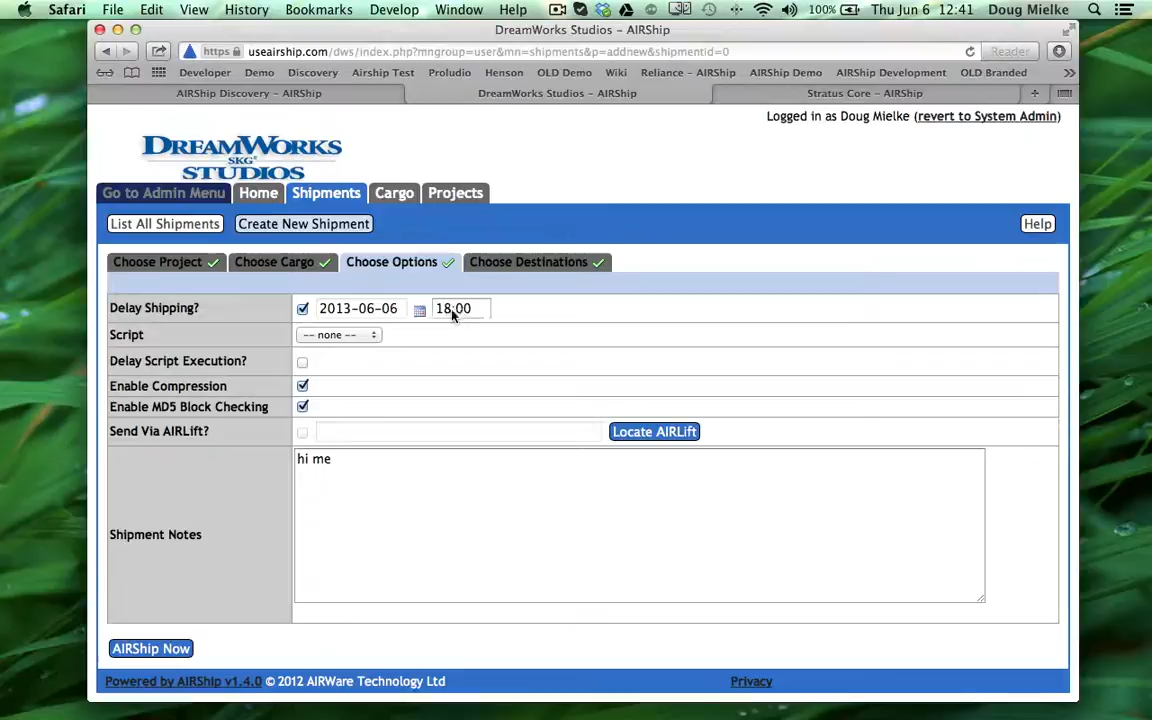 Safari File Edit View History Bookmarks Develop Window Help 100% Thu Jun 6 12:41 Doug Mielke
DreamWorks Studios – AIRShip
https useairship.com/dws/index.php?mngroup=user&mn=shipments&p=addnew&shipmentid=0 Reader
Developer Demo Discovery Airship Test Proludio Henson OLD Demo Wiki Reliance – AIRShip AIRShip Demo AIRShip Development OLD Branded
AIRShip Discovery – AIRShip DreamWorks Studios – AIRShip Stratus Core – AIRShip
Logged in as Doug Mielke (revert to System Admin)
DREAMWORKS
SKG
STUDIOS
Go to Admin Menu Home Shipments Cargo Projects
List All Shipments Create New Shipment Help
Choose Project Choose Cargo Choose Options Choose Destinations
Delay Shipping? 2013-06-06 18:00
Script -- none --
Delay Script Execution?
Enable Compression
Enable MD5 Block Checking
Send Via AIRLift? Locate AIRLift
hi me
Shipment Notes
AIRShip Now
Powered by AIRShip v1.4.0 © 2012 AIRWare Technology Ltd Privacy